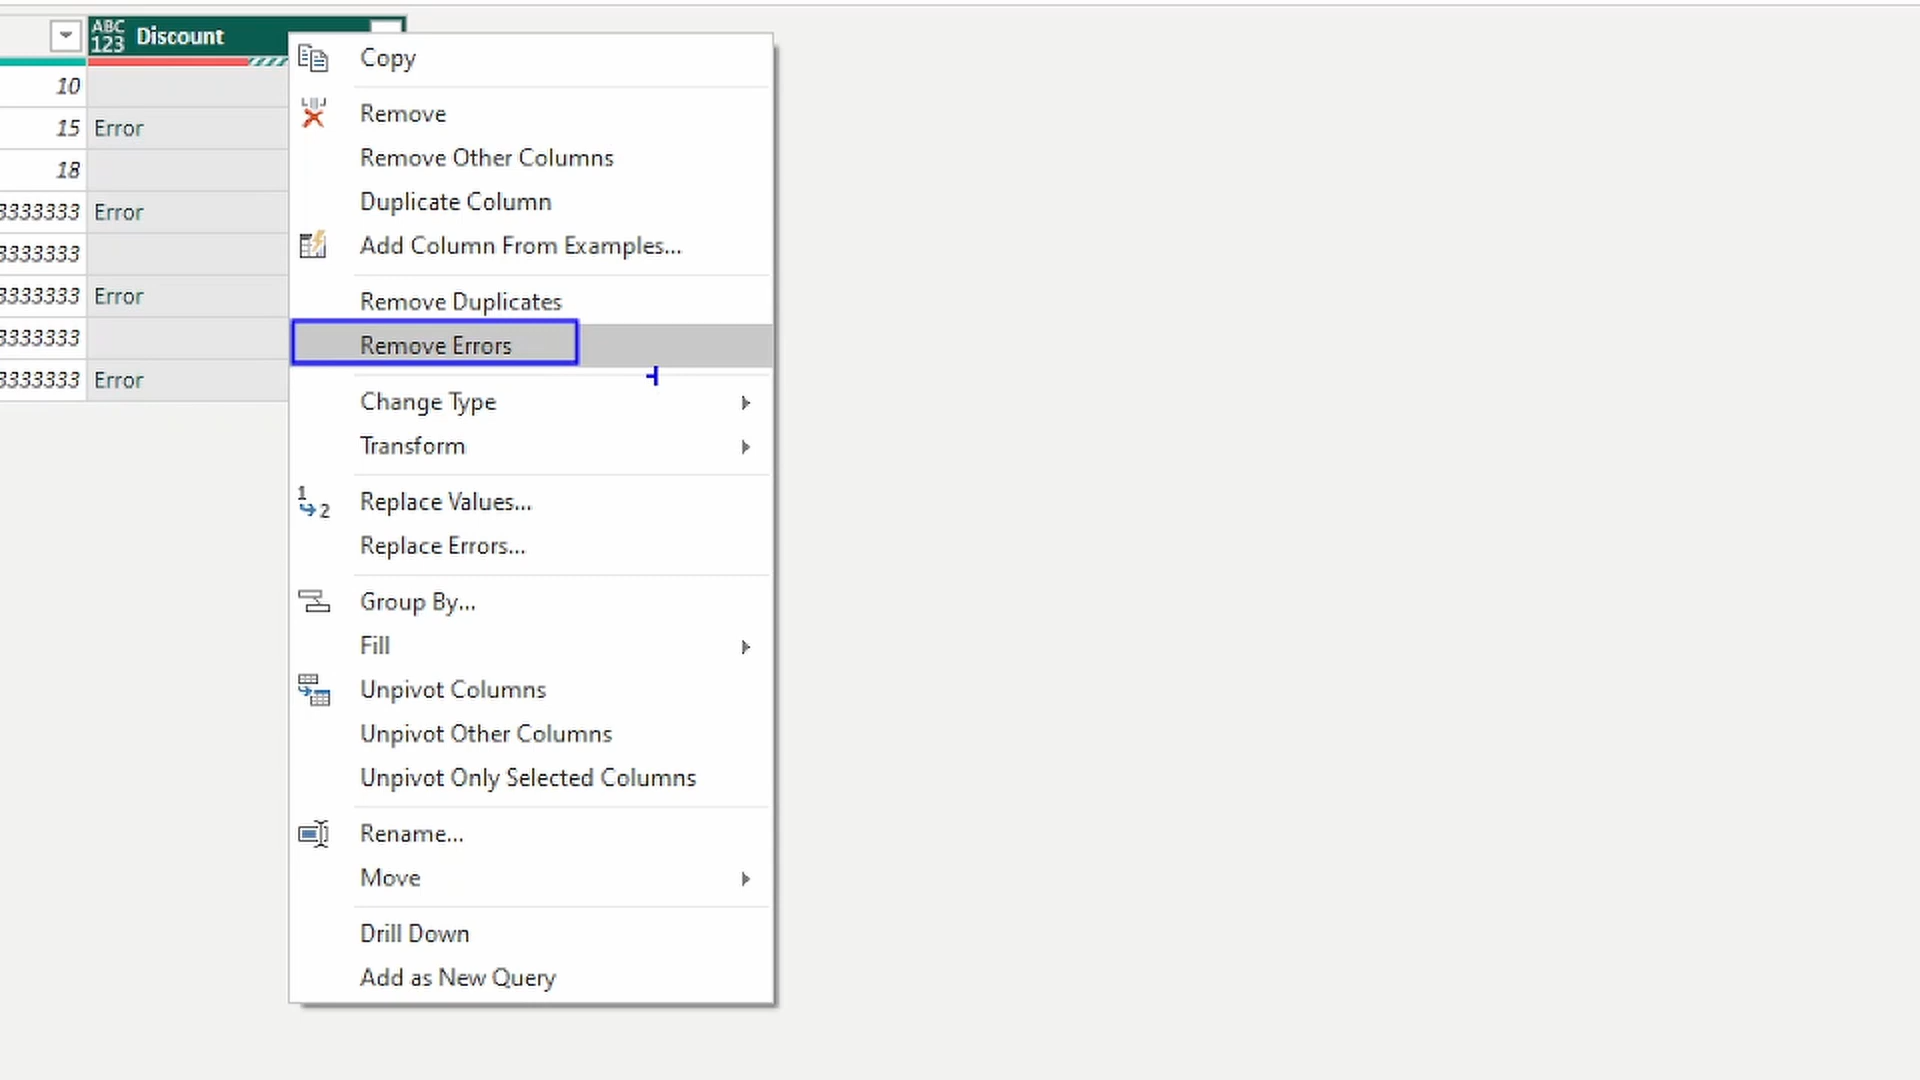 ABC
123 Discount
10
15 Error
18
3333333 Error
3333333
3333333 Error
3333333
3333333 Error
Copy
Remove
Remove Other Columns
Duplicate Column
Add Column From Examples...
Remove Duplicates
Remove Errors
Change Type
Transform
1
2
Replace Values...
Replace Errors...
Group By...
Fill
Unpivot Columns
Unpivot Other Columns
Unpivot Only Selected Columns
Rename...
Move
Drill Down
Add as New Query